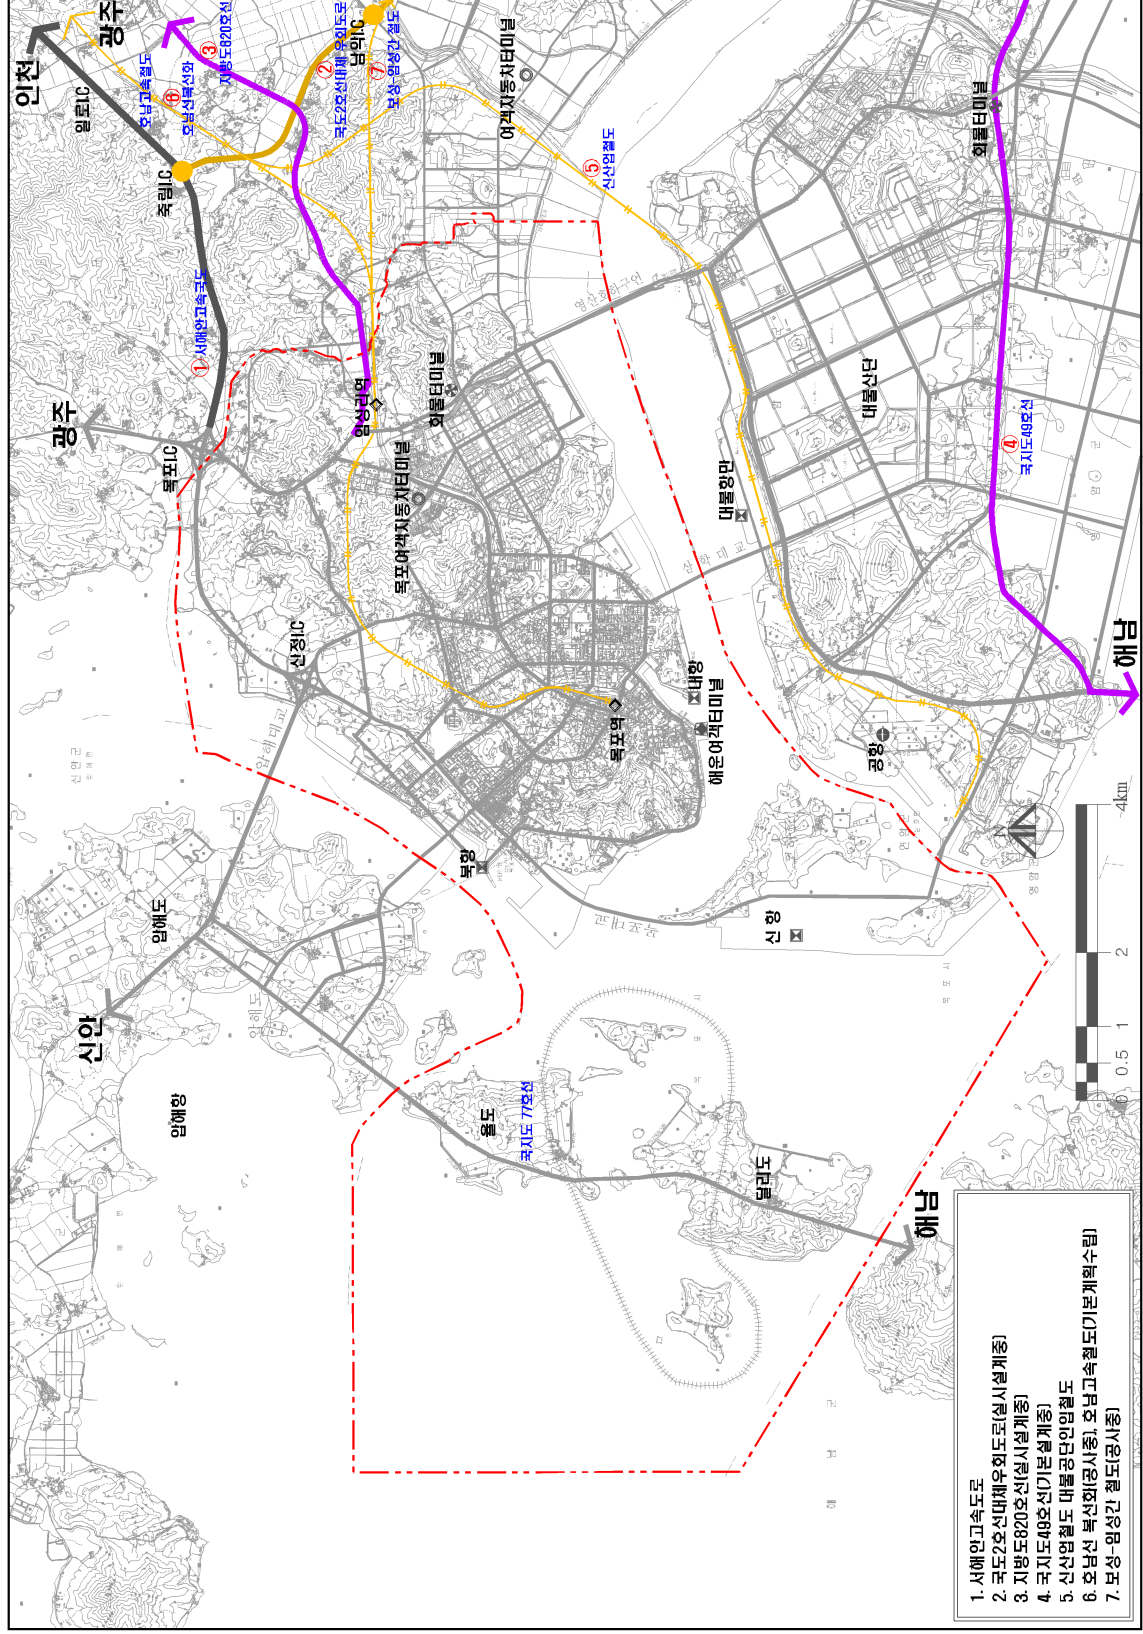 인천
광주
일로I.C
호남고속철도
⑥
호남선복선화
③
지방도820호선
②
국도2호선대체 우회도로
남악I.C
⑦
보성-임성간 철도
여객자동차터미널
화물터미널
죽림I.C
⑤
신산업철도
① 서해안고속국도
광주
목포I.C
임성리역
화물터미널
목포여객자동차터미널
대불산단
대불항만
④
국지도49호선
산정I.C
목포역
내항
해운여객터미널
공항
해남
북항
신항
목포대교
압해대교
압해도
압해도
신안
압해항
율도
국지도 77호선
달리도
해남
N
0 0.5 1 2 4km
1. 서해안고속도로
2. 국도2호선대체우회도로(실시설계중)
3. 지방도820호선(실시설계중)
4. 국지도49호선(기본설계중)
5. 신산업철도 대불공단인입철도
6. 호남선 복선화(공사중), 호남고속철도(기본계획수립)
7. 보성-임성간 철도(공사중)